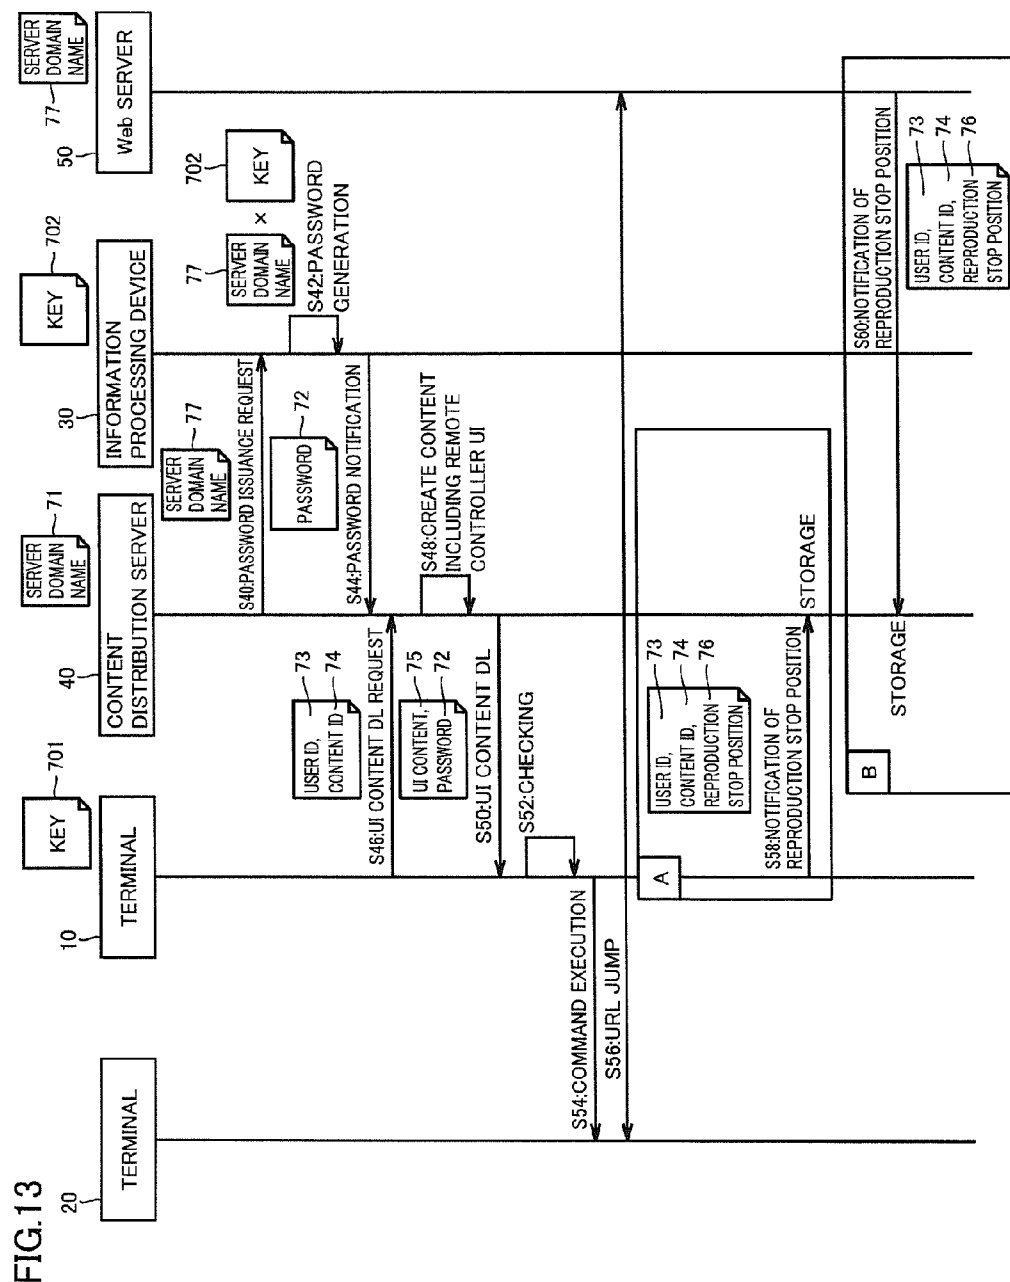 FIG.13
20
TERMINAL
10
TERMINAL
KEY
701
40
CONTENT
DISTRIBUTION SERVER
SERVER
DOMAIN
NAME
71
30
INFORMATION
PROCESSING DEVICE
KEY
702
50
Web SERVER
77
SERVER
DOMAIN
NAME
SERVER
DOMAIN
NAME
77
S40:PASSWORD ISSUANCE REQUEST
77
SERVER
DOMAIN
NAME
×
702
KEY
S42:PASSWORD
GENERATION
PASSWORD
72
S44:PASSWORD NOTIFICATION
S46:UI CONTENT DL REQUEST
USER ID,
CONTENT ID
73
74
S48:CREATE CONTENT
INCLUDING REMOTE
CONTROLLER UI
UI CONTENT,
PASSWORD
75
72
S50:UI CONTENT DL
S52:CHECKING
S54:COMMAND EXECUTION
S56:URL JUMP
A
USER ID,
CONTENT ID,
REPRODUCTION
STOP POSITION
73
74
76
S58:NOTIFICATION OF
REPRODUCTION STOP POSITION
STORAGE
B
S60:NOTIFICATION OF
REPRODUCTION STOP POSITION
STORAGE
USER ID,
CONTENT ID,
REPRODUCTION
STOP POSITION
73
74
76